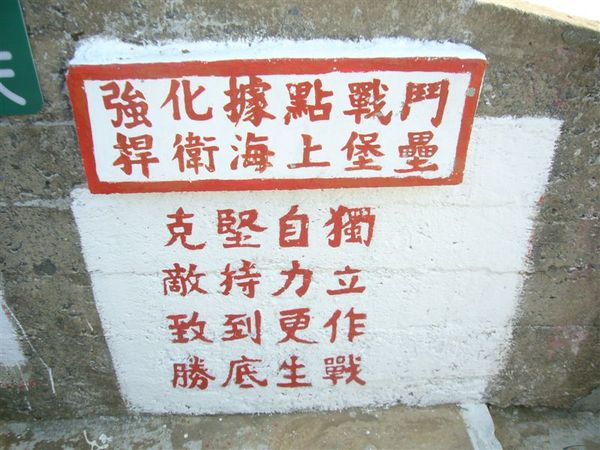 強化據點戰鬥
捍衛海上堡壘
獨立作戰
自力更生
堅持到底
克敵致勝